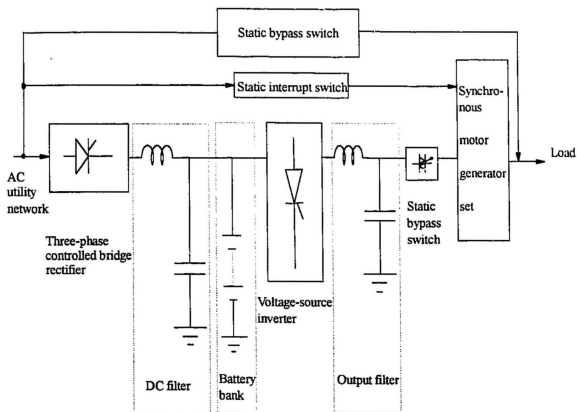 Static bypass switch
Static interrupt switch
Synchro-
nous
motor
generator
set
Load
AC
utility
network
Three-phase
controlled bridge
rectifier
Static
bypass
switch
Voltage-source
inverter
DC filter
Battery
bank
Output filter